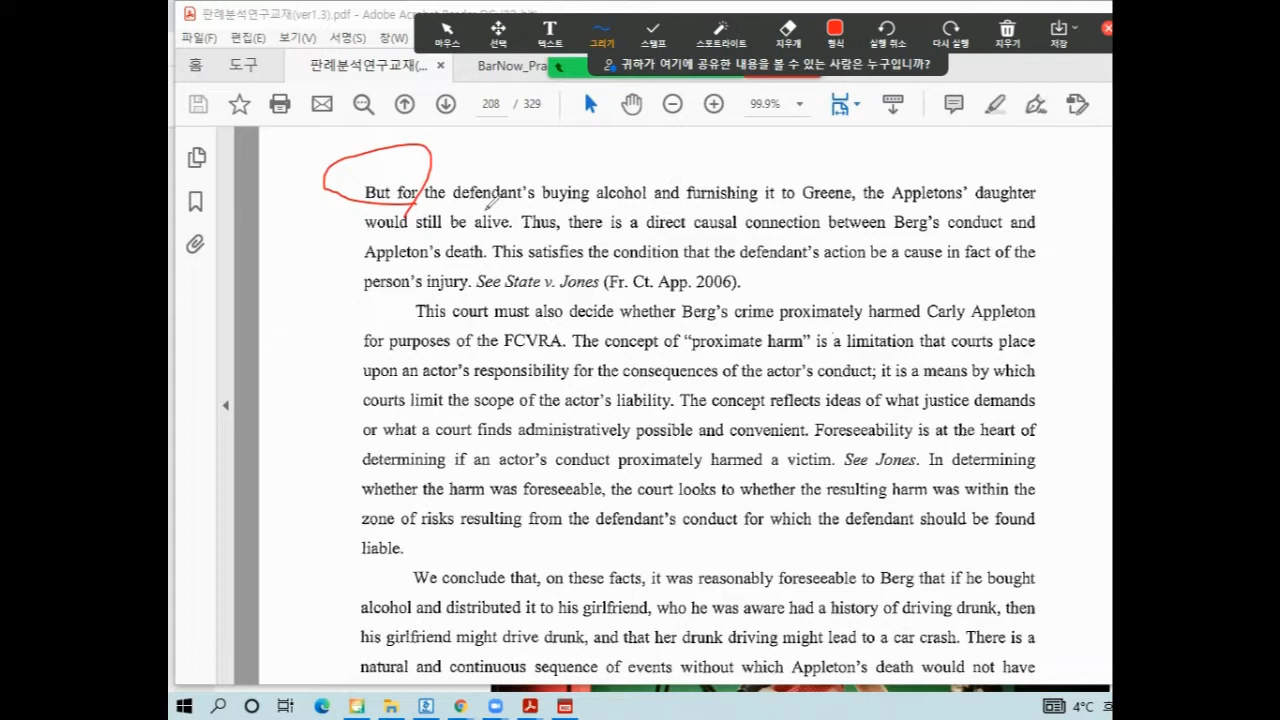 판례분석연구교재(ver1.3).pdf - Adobe Acrobat Reader DC (32-bit)
파일(F) 편집(E) 보기(V) 서명(S) 창(W)
마우스 선택 텍스트 그리기 스탬프 스포트라이트 지우개 형식 실행 취소 다시 실행 지우기 저장
귀하가 여기에 공유한 내용을 볼 수 있는 사람은 누구입니까?
홈 도구 판례분석연구교재(... × BarNow_Pra
208 / 329 99.9%
But for the defendant’s buying alcohol and furnishing it to Greene, the Appletons’ daughter
would still be alive. Thus, there is a direct causal connection between Berg’s conduct and
Appleton’s death. This satisfies the condition that the defendant’s action be a cause in fact of the
person’s injury. See State v. Jones (Fr. Ct. App. 2006).
This court must also decide whether Berg’s crime proximately harmed Carly Appleton
for purposes of the FCVRA. The concept of “proximate harm” is a limitation that courts place
upon an actor’s responsibility for the consequences of the actor’s conduct; it is a means by which
courts limit the scope of the actor’s liability. The concept reflects ideas of what justice demands
or what a court finds administratively possible and convenient. Foreseeability is at the heart of
determining if an actor’s conduct proximately harmed a victim. See Jones. In determining
whether the harm was foreseeable, the court looks to whether the resulting harm was within the
zone of risks resulting from the defendant’s conduct for which the defendant should be found
liable.
We conclude that, on these facts, it was reasonably foreseeable to Berg that if he bought
alcohol and distributed it to his girlfriend, who he was aware had a history of driving drunk, then
his girlfriend might drive drunk, and that her drunk driving might lead to a car crash. There is a
natural and continuous sequence of events without which Appleton’s death would not have
4°C